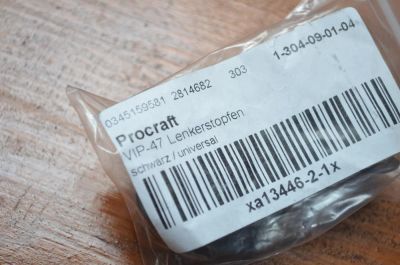 0345159581 2814682 303 1-304-09-01-04
Procraft
VIP-47 Lenkerstopfen
schwarz / universal
xa13446-2-1x